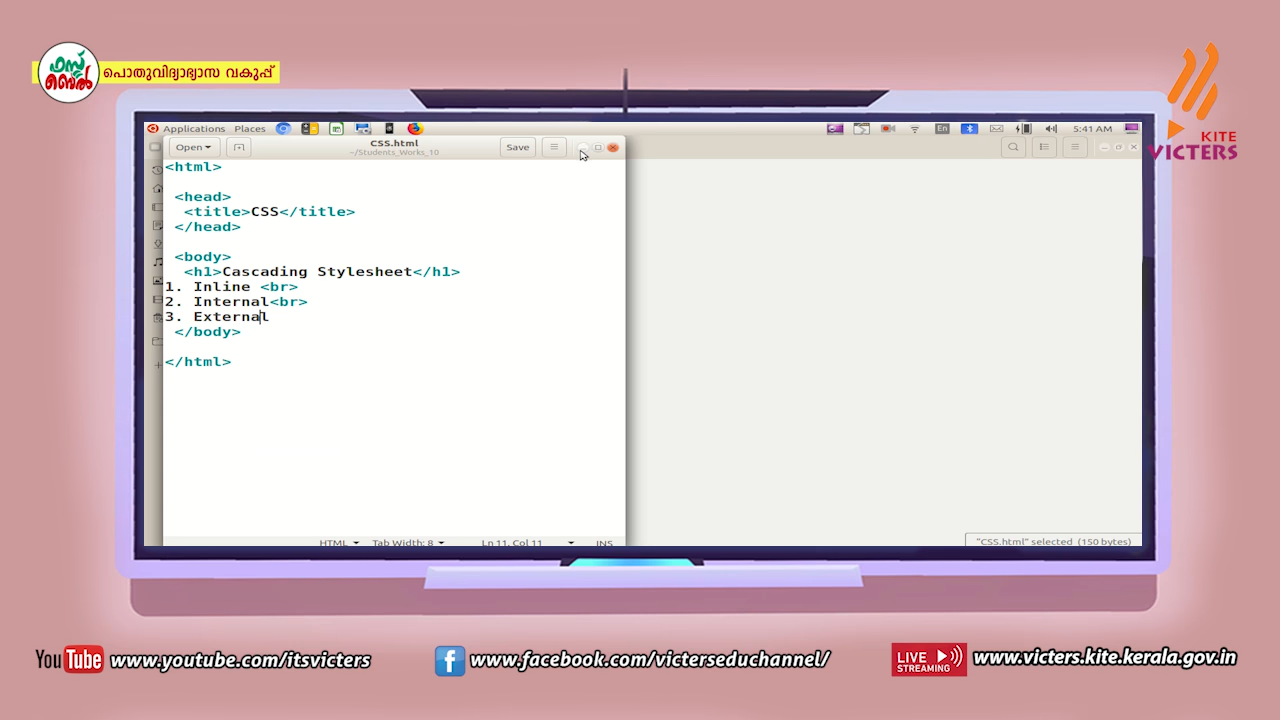 ഫസ്റ്റ്
ബെൽ
പൊതുവിദ്യാഭ്യാസ വകുപ്പ്
KITE
VICTERS
Applications Places
En
5:41 AM
Open
CSS.html
~/Students_Works_10
Save
<html>
<head>
<title>CSS</title>
</head>
<body>
<h1>Cascading Stylesheet</h1>
1. Inline <br>
2. Internal<br>
3. External
</body>
</html>
HTML Tab Width: 8 Ln 11, Col 11 INS
"CSS.html" selected (150 bytes)
YouTube www.youtube.com/itsvicters
f www.facebook.com/victerseduchannel/
LIVE
STREAMING
www.victers.kite.kerala.gov.in